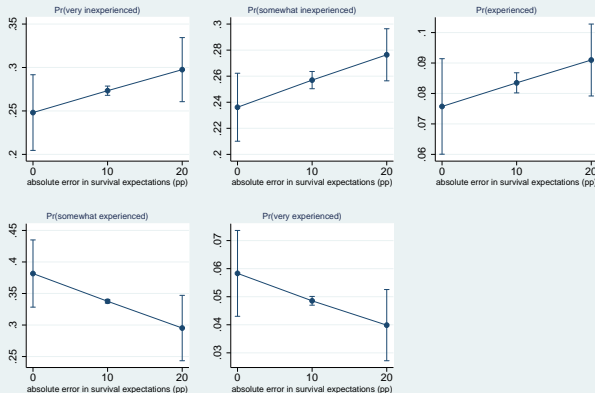 Pr(very inexperienced)
.35
.3
.25
.2
0 10 20
absolute error in survival expectations (pp)
Pr(somewhat inexperienced)
.3
.28
.26
.24
.22
.2
0 10 20
absolute error in survival expectations (pp)
Pr(experienced)
.1
.09
.08
.07
.06
0 10 20
absolute error in survival expectations (pp)
Pr(somewhat experienced)
.45
.4
.35
.3
.25
0 10 20
absolute error in survival expectations (pp)
Pr(very experienced)
.07
.06
.05
.04
.03
0 10 20
absolute error in survival expectations (pp)